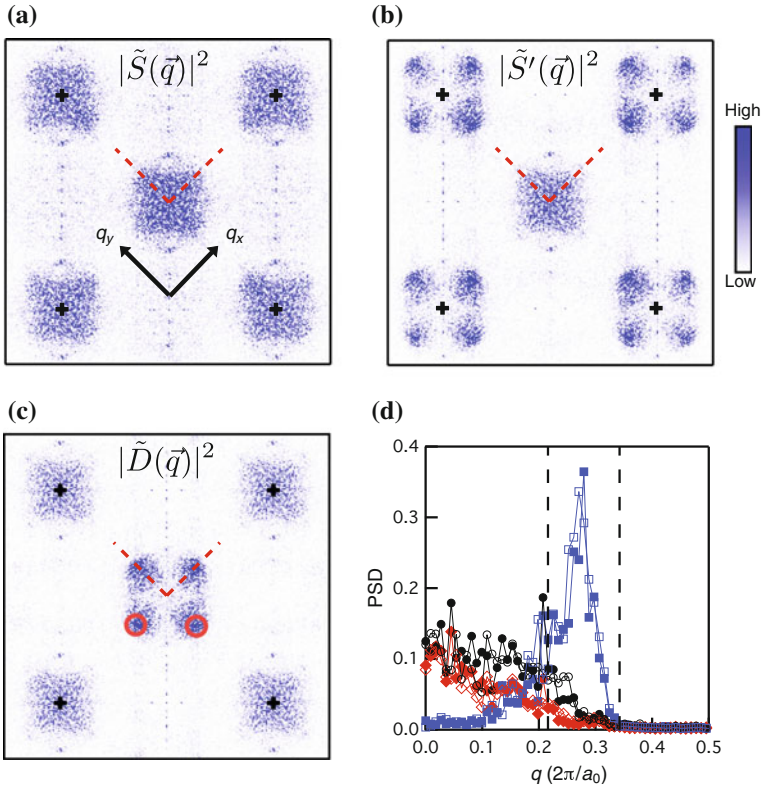 (a)
(b)
|S̃(q⃗)|²
|S̃′(q⃗)|²
High
Low
q_y
q_x
(c)
(d)
|D̃(q⃗)|²
0.4
0.3
0.2
0.1
0.0
PSD
0.0 0.1 0.2 0.3 0.4 0.5
q (2π/a₀)